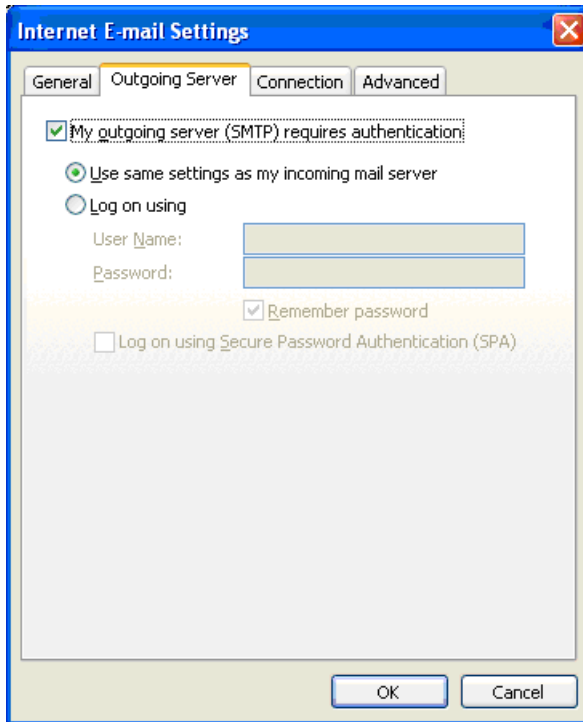 Internet E-mail Settings
General Outgoing Server Connection Advanced
My outgoing server (SMTP) requires authentication
Use same settings as my incoming mail server
Log on using
User Name:
Password:
Remember password
Log on using Secure Password Authentication (SPA)
OK Cancel